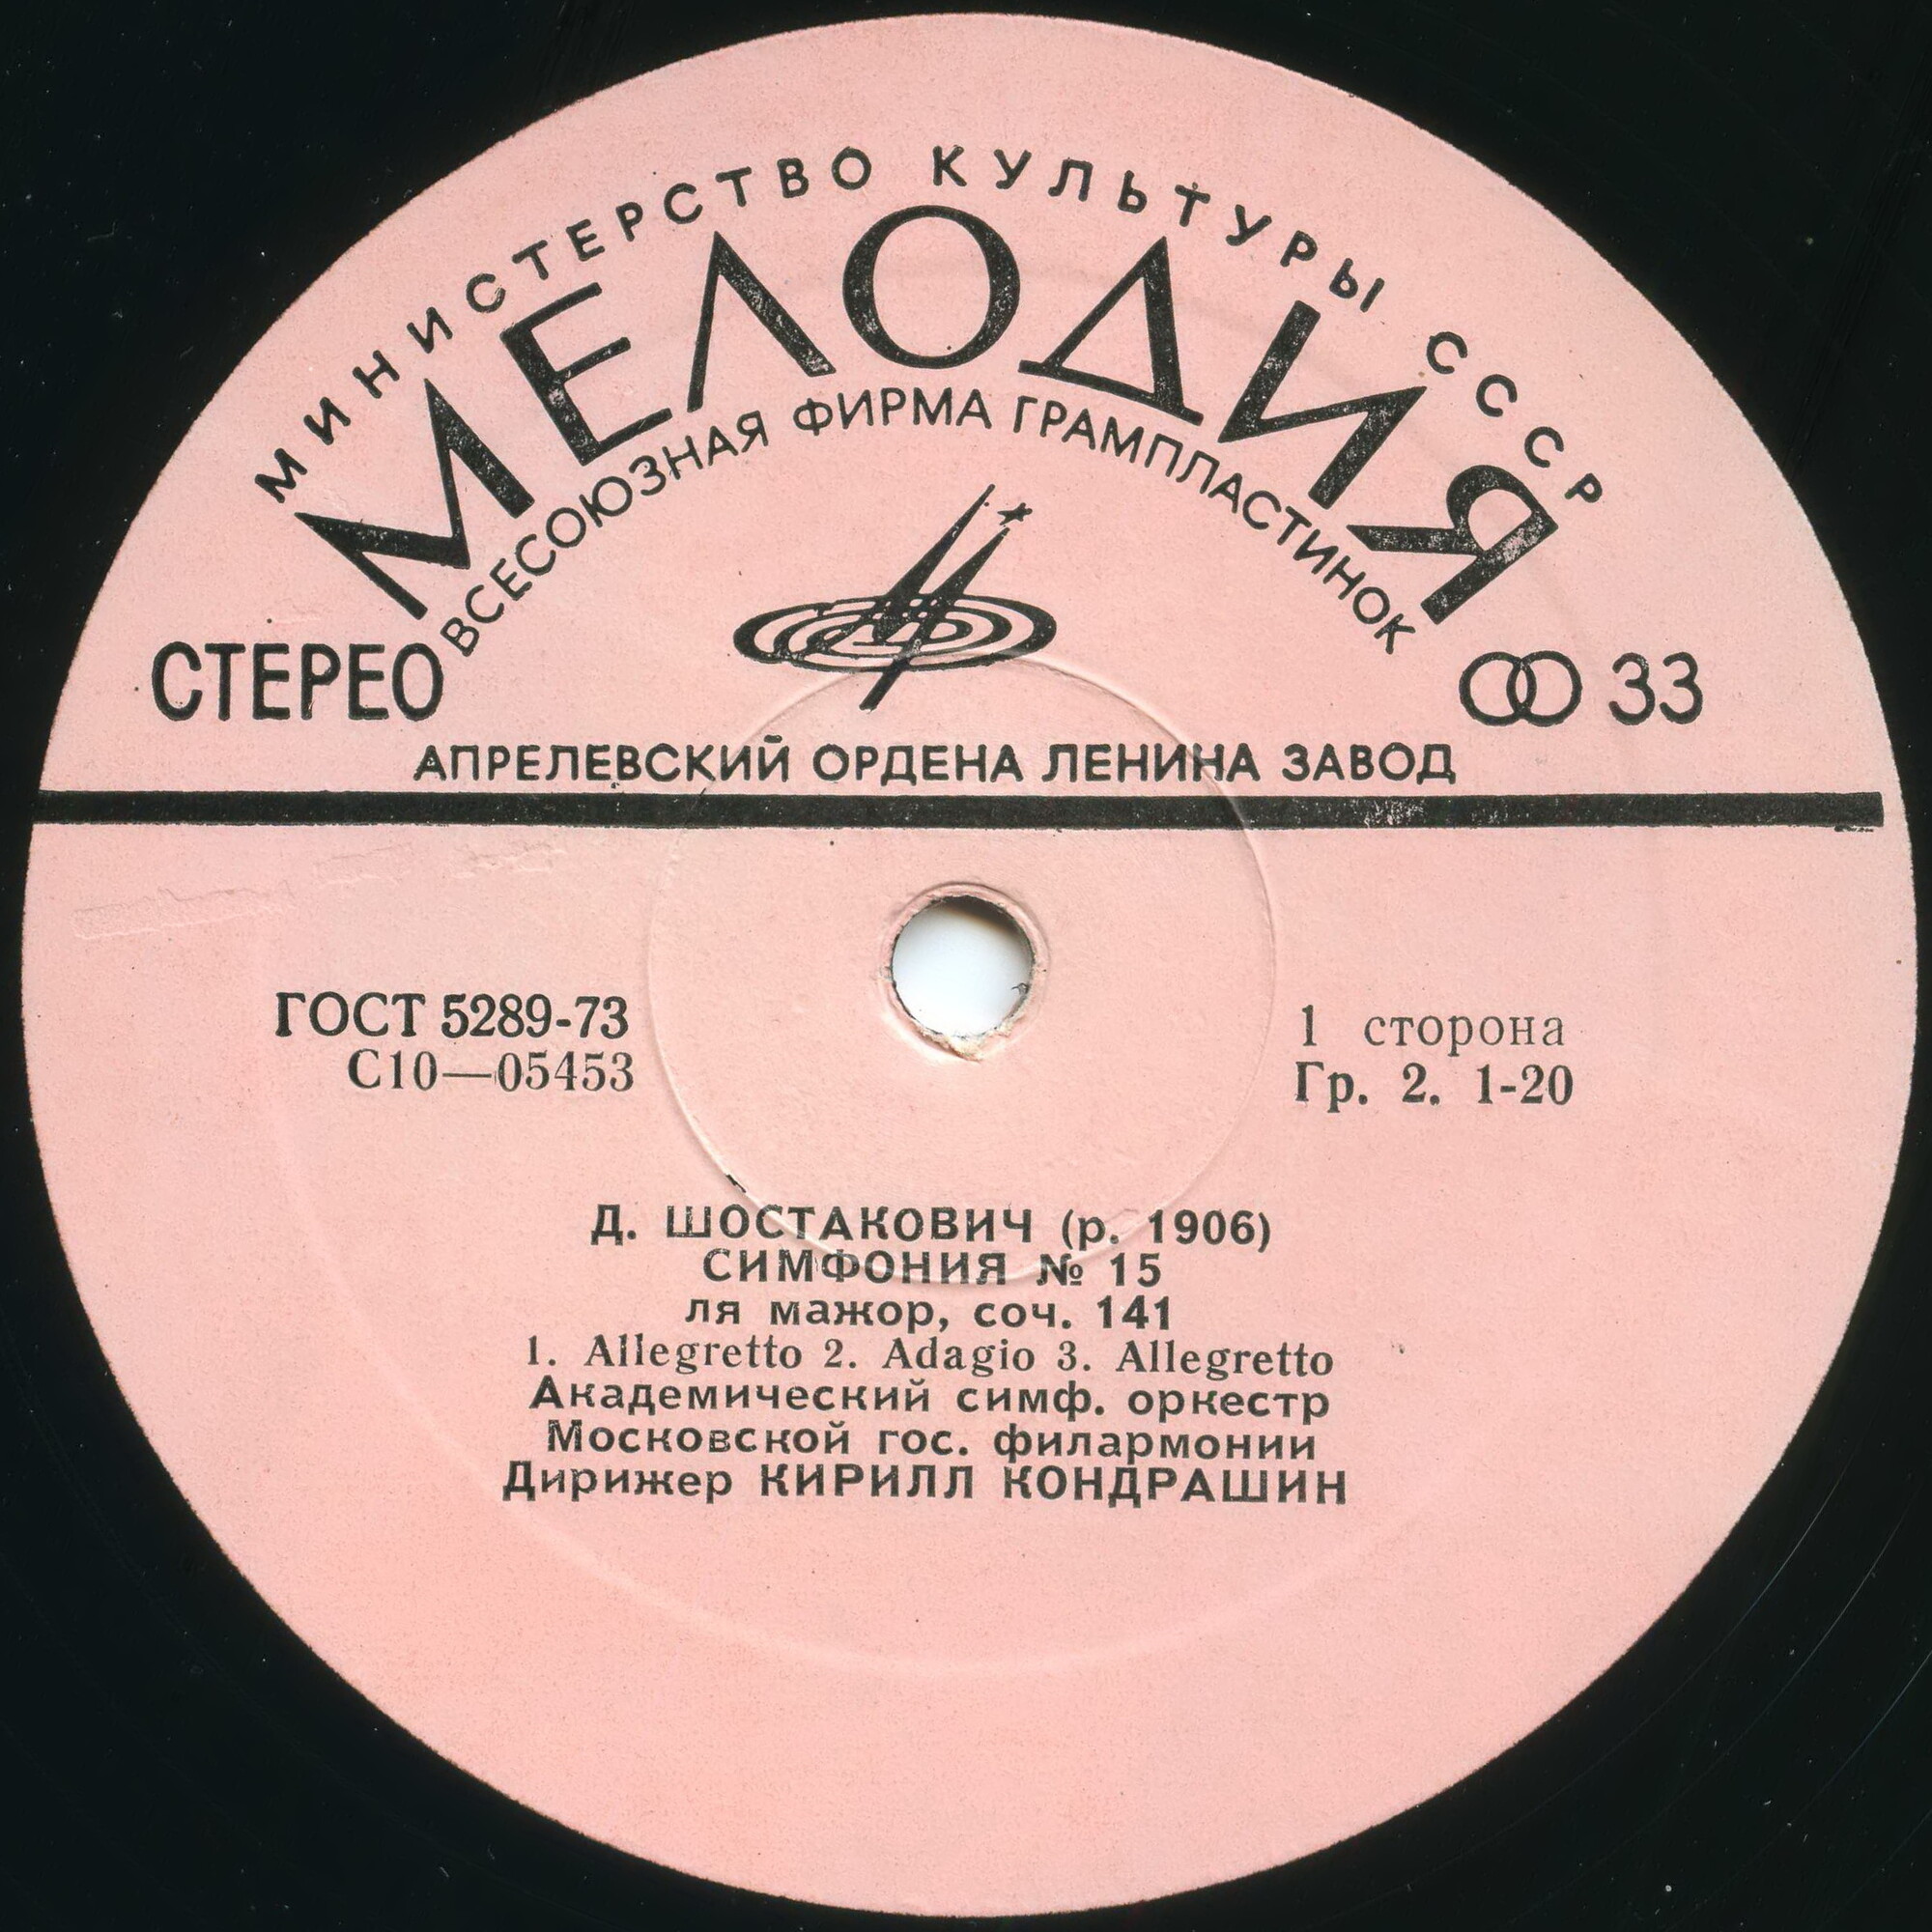 МИНИСТЕРСТВО КУЛЬТУРЫ СССР
МЕЛОДИЯ
ВСЕСОЮЗНАЯ ФИРМА ГРАМПЛАСТИНОК
СТЕРЕО
33
АПРЕЛЕВСКИЙ ОРДЕНА ЛЕНИНА ЗАВОД
ГОСТ 5289-73
С10—05453
1 сторона
Гр. 2. 1-20
Д. ШОСТАКОВИЧ (р. 1906)
СИМФОНИЯ № 15
ля мажор, соч. 141
1. Allegretto 2. Adagio 3. Allegretto
Академический симф. оркестр
Московской гос. филармонии
Дирижер КИРИЛЛ КОНДРАШИН